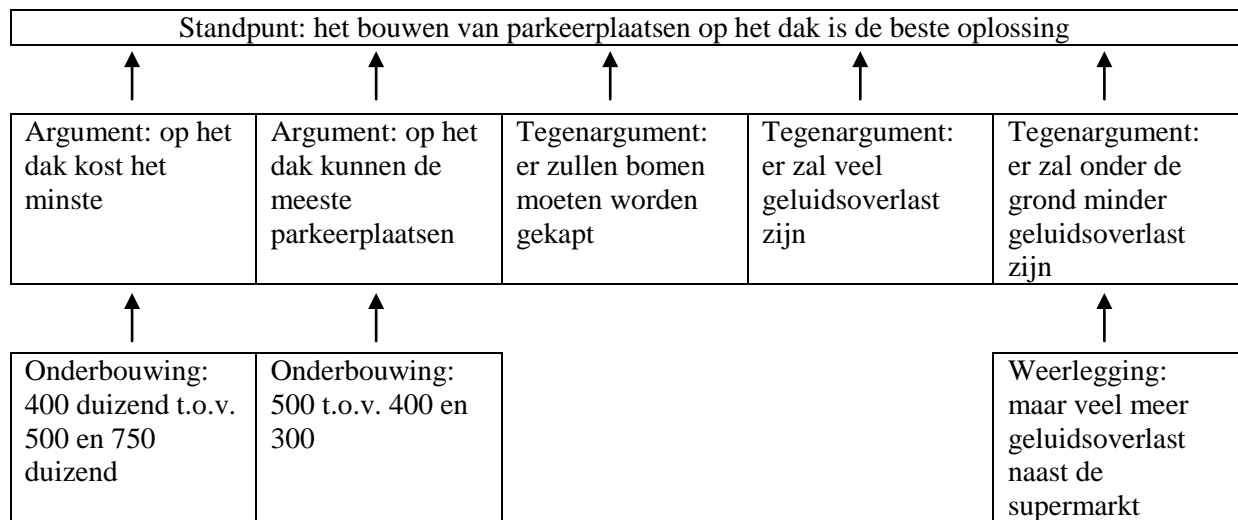 Standpunt: het bouwen van parkeerplaatsen op het dak is de beste oplossing
Argument: op het
dak kost het
minste
Argument: op het
dak kunnen de
meeste
parkeerplaatsen
Tegenargument:
er zullen bomen
moeten worden
gekapt
Tegenargument:
er zal veel
geluidsoverlast
zijn
Tegenargument:
er zal onder de
grond minder
geluidsoverlast
zijn
Onderbouwing:
400 duizend t.o.v.
500 en 750
duizend
Onderbouwing:
500 t.o.v. 400 en
300
Weerlegging:
maar veel meer
geluidsoverlast
naast de
supermarkt